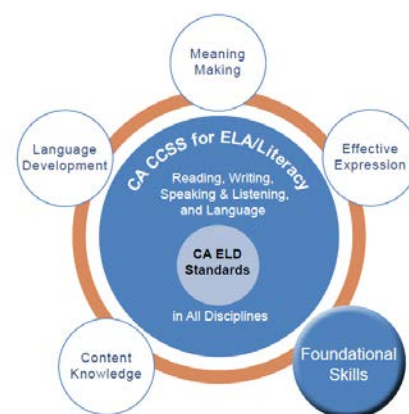 Meaning
Making
Language
Development
Effective
Expression
CA CCSS for ELA/Literacy
Reading, Writing,
Speaking & Listening,
and Language
CA ELD
Standards
in All Disciplines
Content
Knowledge
Foundational
Skills